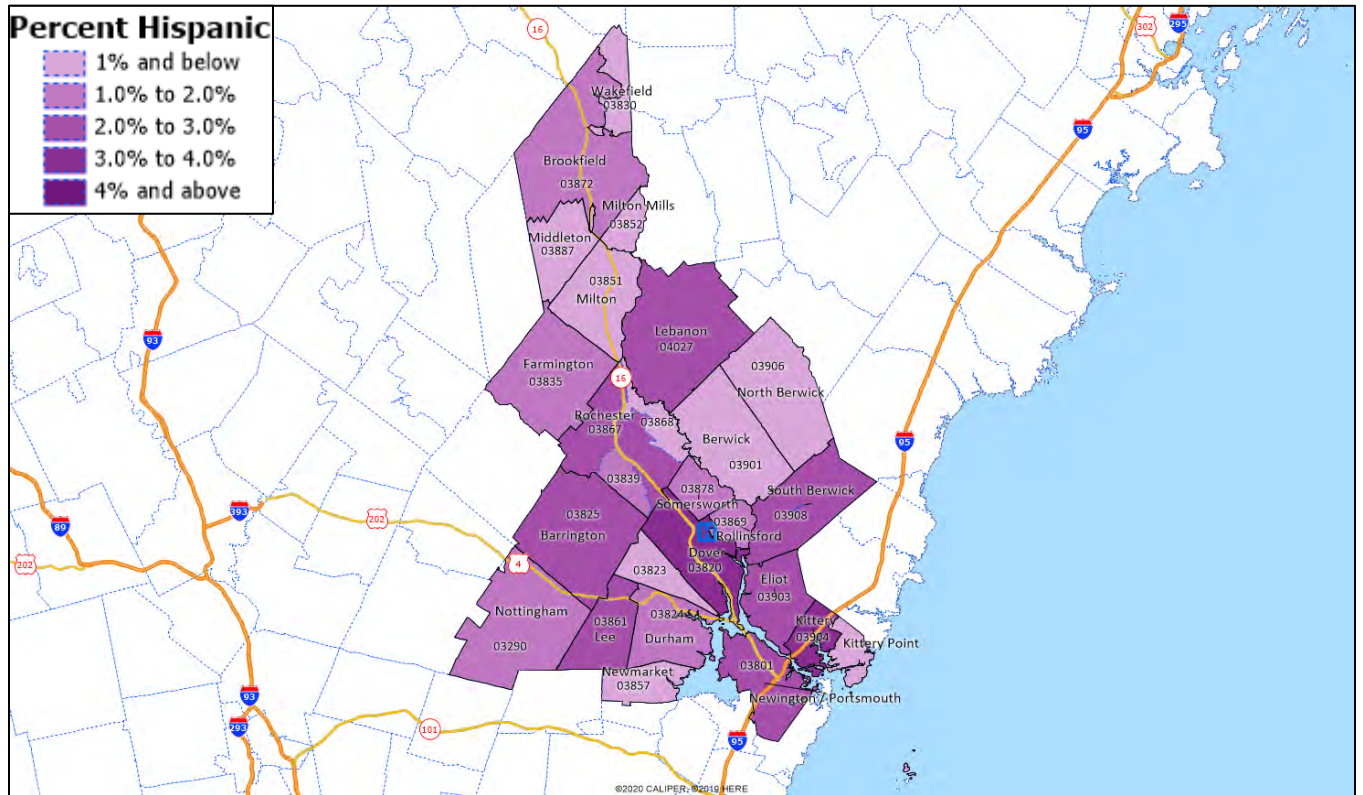 Percent Hispanic
1% and below
1.0% to 2.0%
2.0% to 3.0%
3.0% to 4.0%
4% and above
16
302
295
95
Wakefield
03830
Brookfield
03872
Milton Mills
03852
Middleton
03887
03851
Milton
Lebanon
04027
93
Farmington
03835
16
03906
North Berwick
Rochester
03867
03868
Berwick
03901
95
03839
03878
South Berwick
03908
Somersworth
03869
Rollinsford
393
89
202
202
03825
Barrington
Dover
03820
4
03823
Eliot
03903
Nottingham
03290
03861
Lee
03824
Durham
Kittery
03904
Kittery Point
Newmarket
03857
03801
Newington / Portsmouth
93
293
101
95
©2020 CALIPER, ©2019 HERE